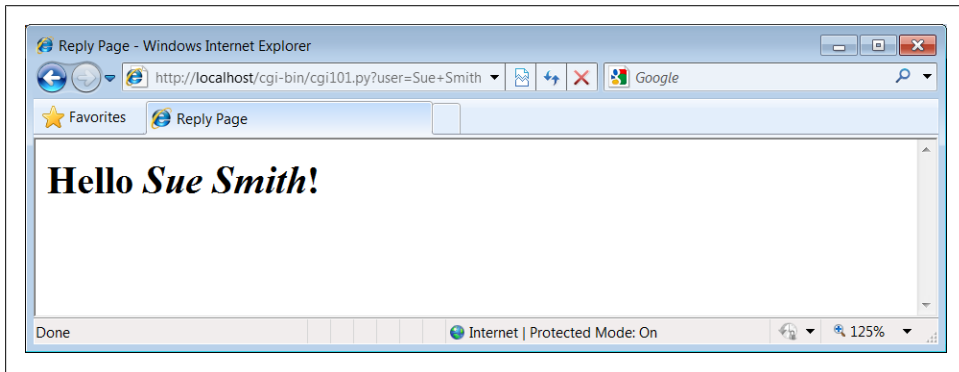 Reply Page - Windows Internet Explorer
http://localhost/cgi-bin/cgi101.py?user=Sue+Smith
Google
Favorites
Reply Page
Hello Sue Smith!
Done
Internet | Protected Mode: On
125%